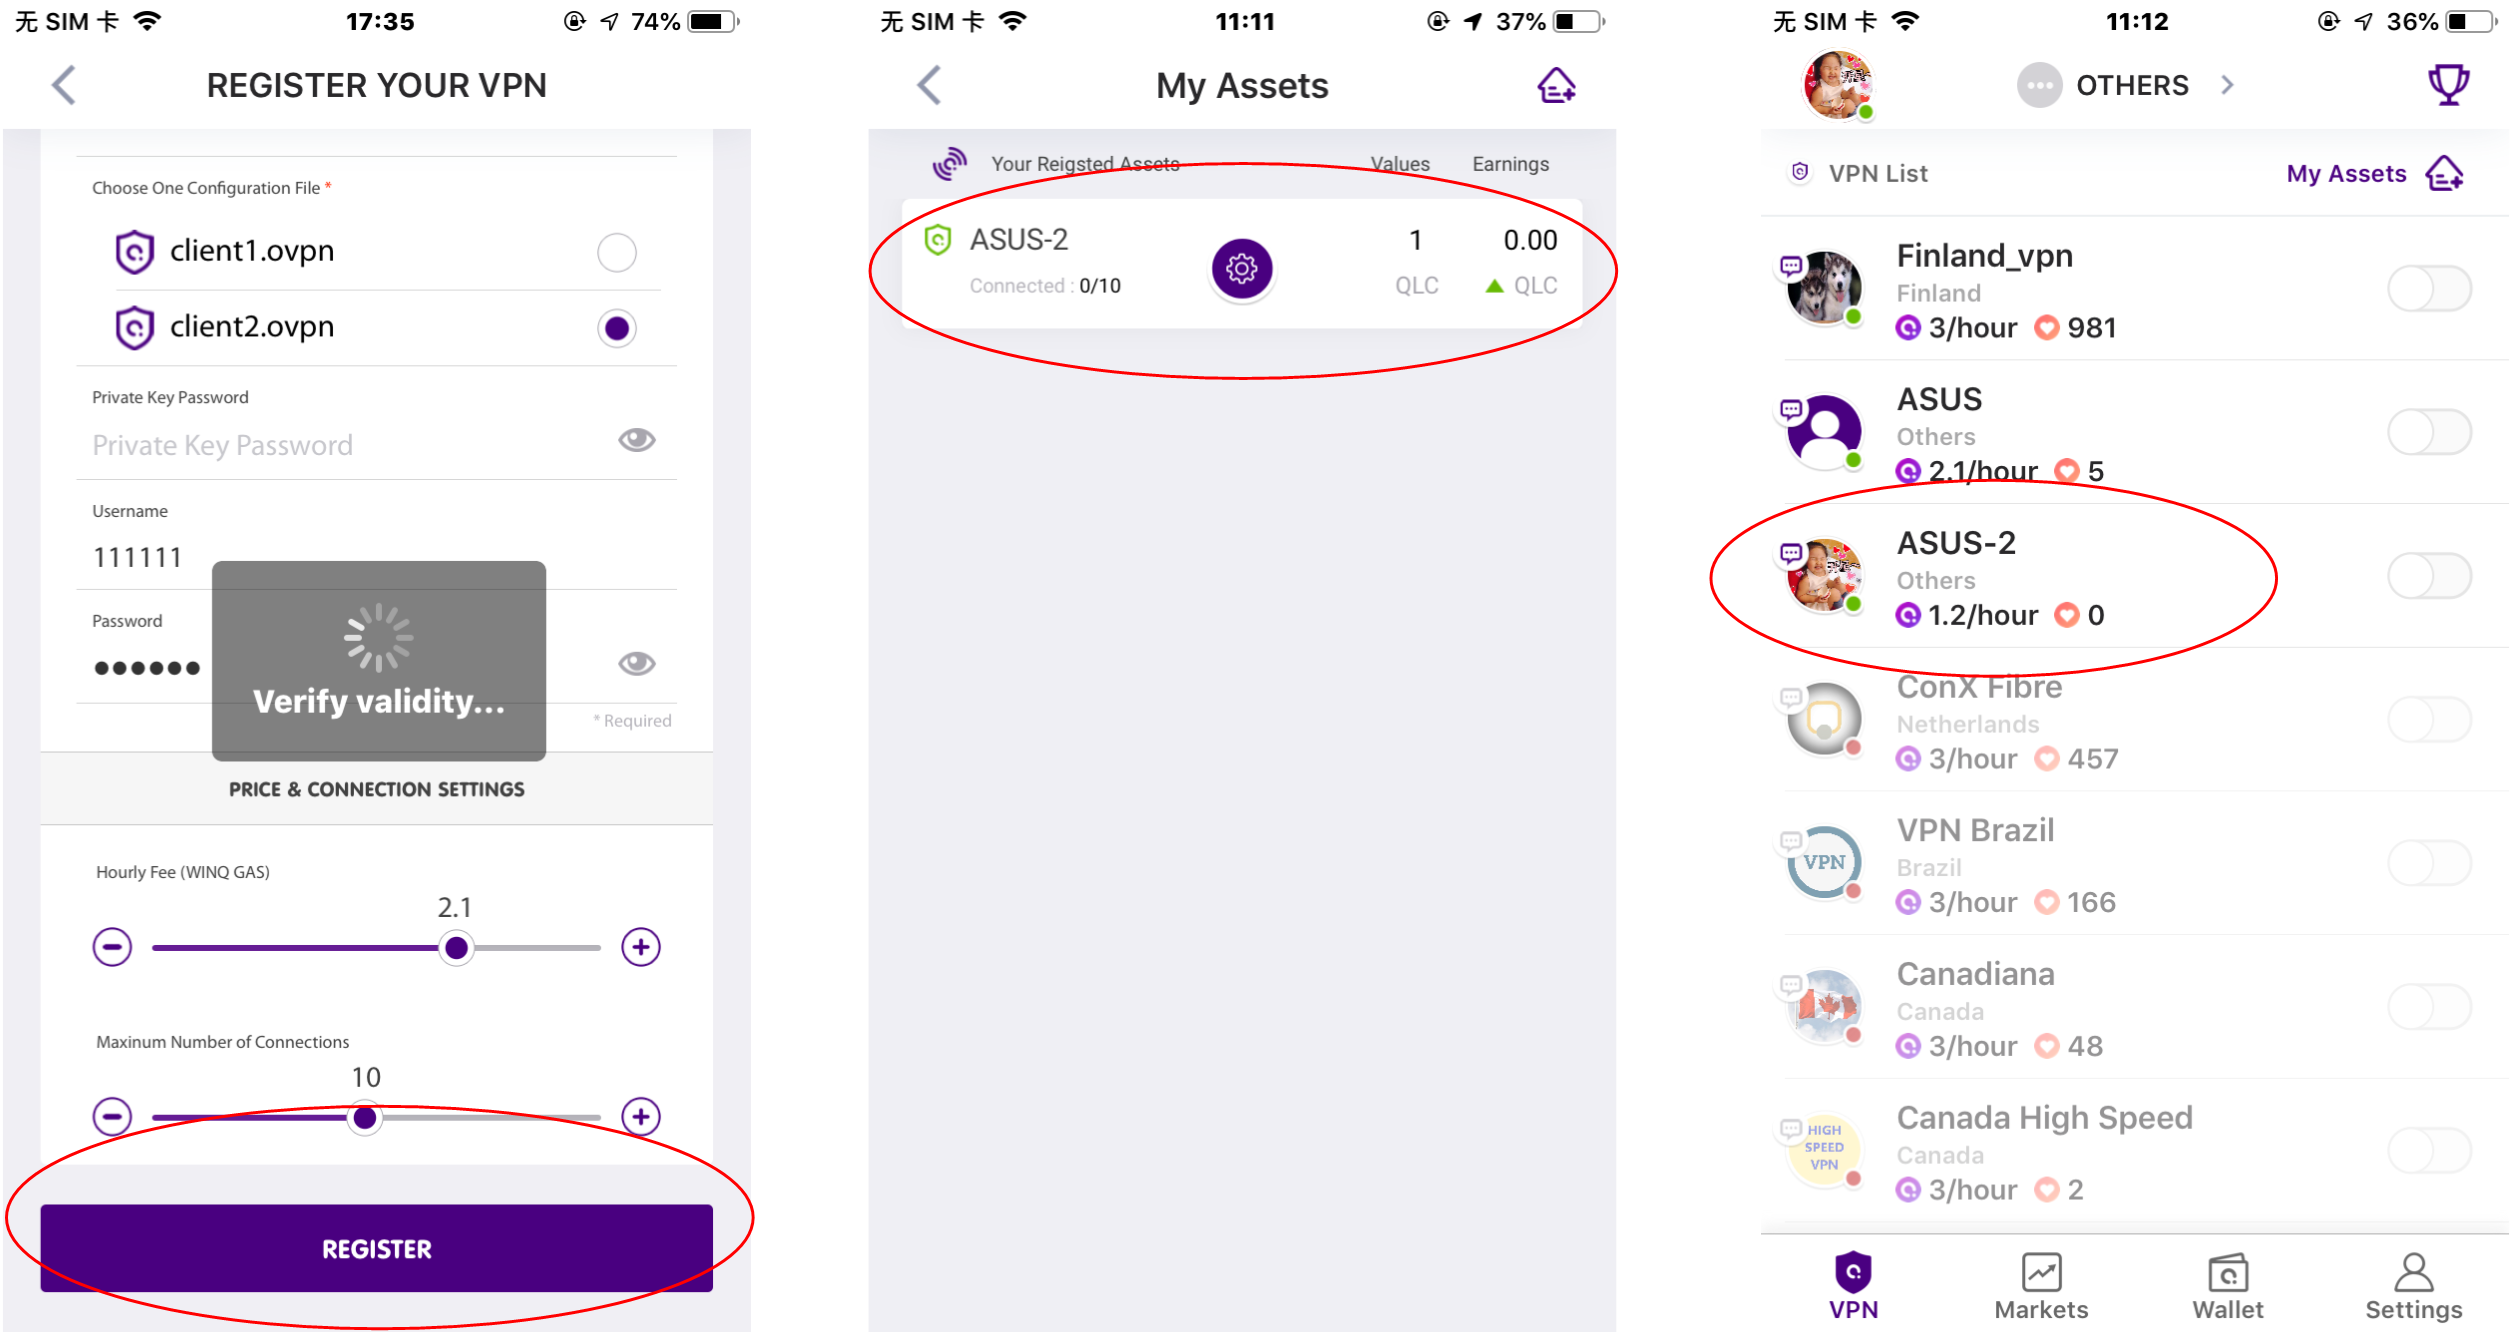 无 SIM 卡 17:35 74%
REGISTER YOUR VPN
Choose One Configuration File *
client1.ovpn
client2.ovpn
Private Key Password
Private Key Password
Username
111111
Password
●●●●●●
Verify validity...
* Required
PRICE & CONNECTION SETTINGS
Hourly Fee (WINQ GAS)
2.1
Maxinum Number of Connections
10
REGISTER
无 SIM 卡 11:11 37%
My Assets
Your Reigsted Assets Values Earnings
ASUS-2 1 0.00
Connected : 0/10 QLC QLC
无 SIM 卡 11:12 36%
OTHERS
VPN List My Assets
Finland_vpn
Finland
3/hour 981
ASUS
Others
2.1/hour 5
ASUS-2
Others
1.2/hour 0
ConX Fibre
Netherlands
3/hour 457
VPN Brazil
VPN
Brazil
3/hour 166
Canadiana
Canada
3/hour 48
Canada High Speed
HIGH
SPEED
VPN
Canada
3/hour 2
VPN Markets Wallet Settings